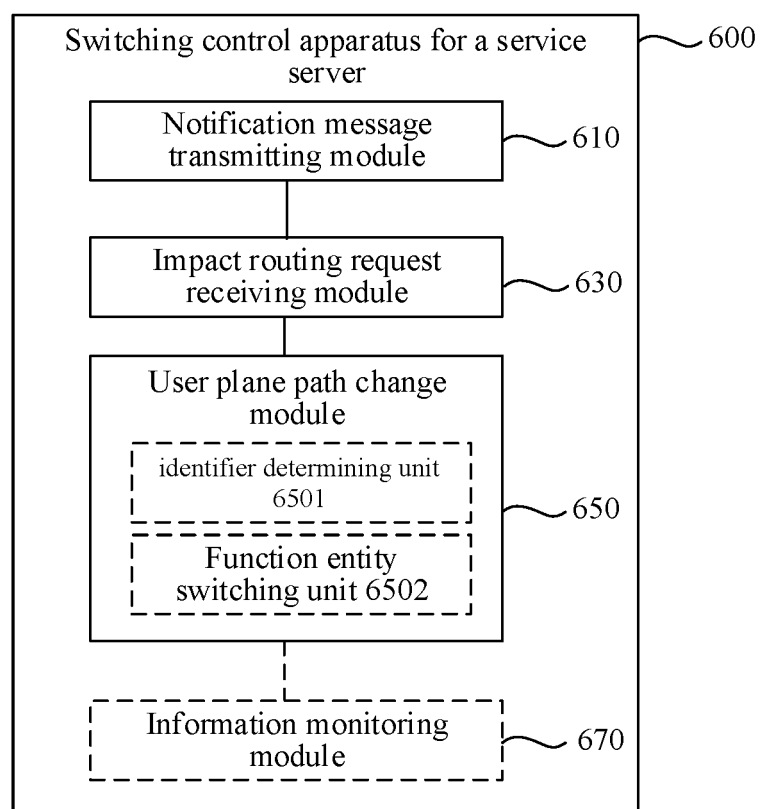 Switching control apparatus for a service
server
600
Notification message
transmitting module
610
Impact routing request
receiving module
630
User plane path change
module
identifier determining unit
6501
650
Function entity
switching unit 6502
Information monitoring
module
670